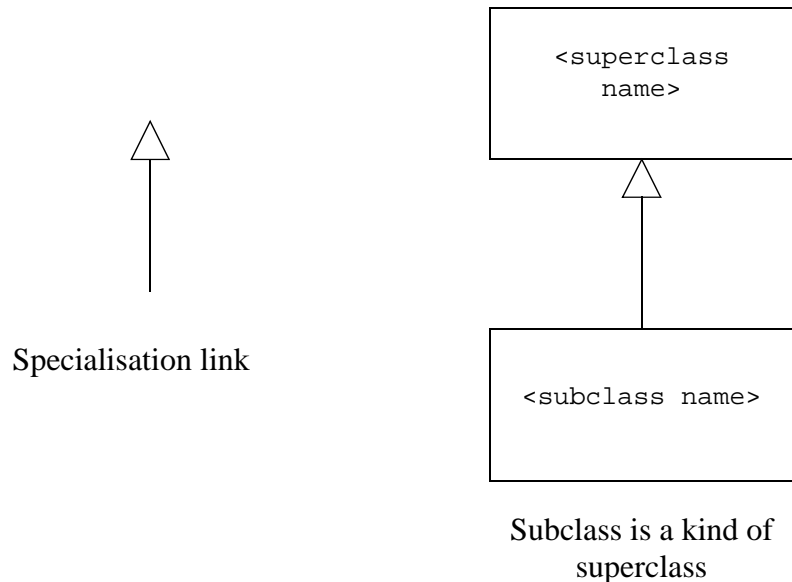 <superclass
name>
Specialisation link
<subclass name>
Subclass is a kind of
superclass